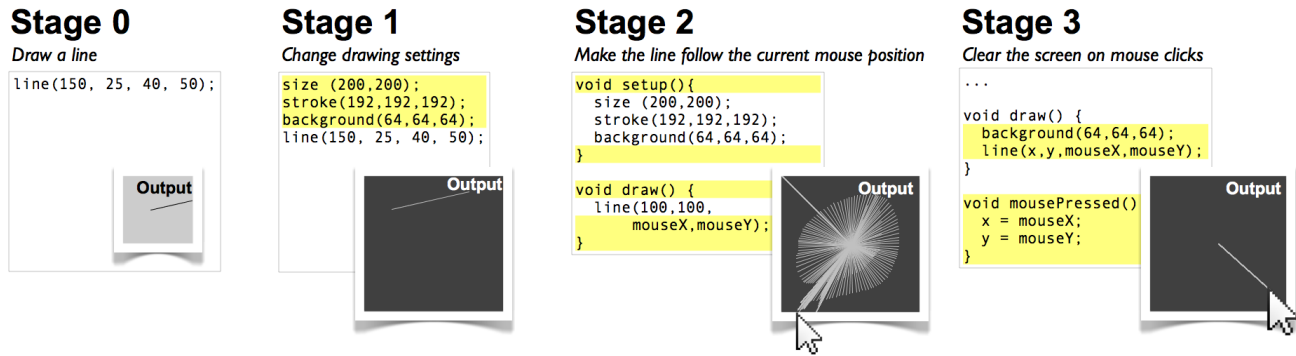 Stage 0
Draw a line
line(150, 25, 40, 50);
Output
Stage 1
Change drawing settings
size (200,200);
stroke(192,192,192);
background(64,64,64);
line(150, 25, 40, 50);
Output
Stage 2
Make the line follow the current mouse position
void setup(){
  size (200,200);
  stroke(192,192,192);
  background(64,64,64);
}
void draw() {
  line(100,100,
      mouseX,mouseY);
}
Output
Stage 3
Clear the screen on mouse clicks
...
void draw() {
  background(64,64,64);
  line(x,y,mouseX,mouseY);
}
void mousePressed()
  x = mouseX;
  y = mouseY;
}
Output